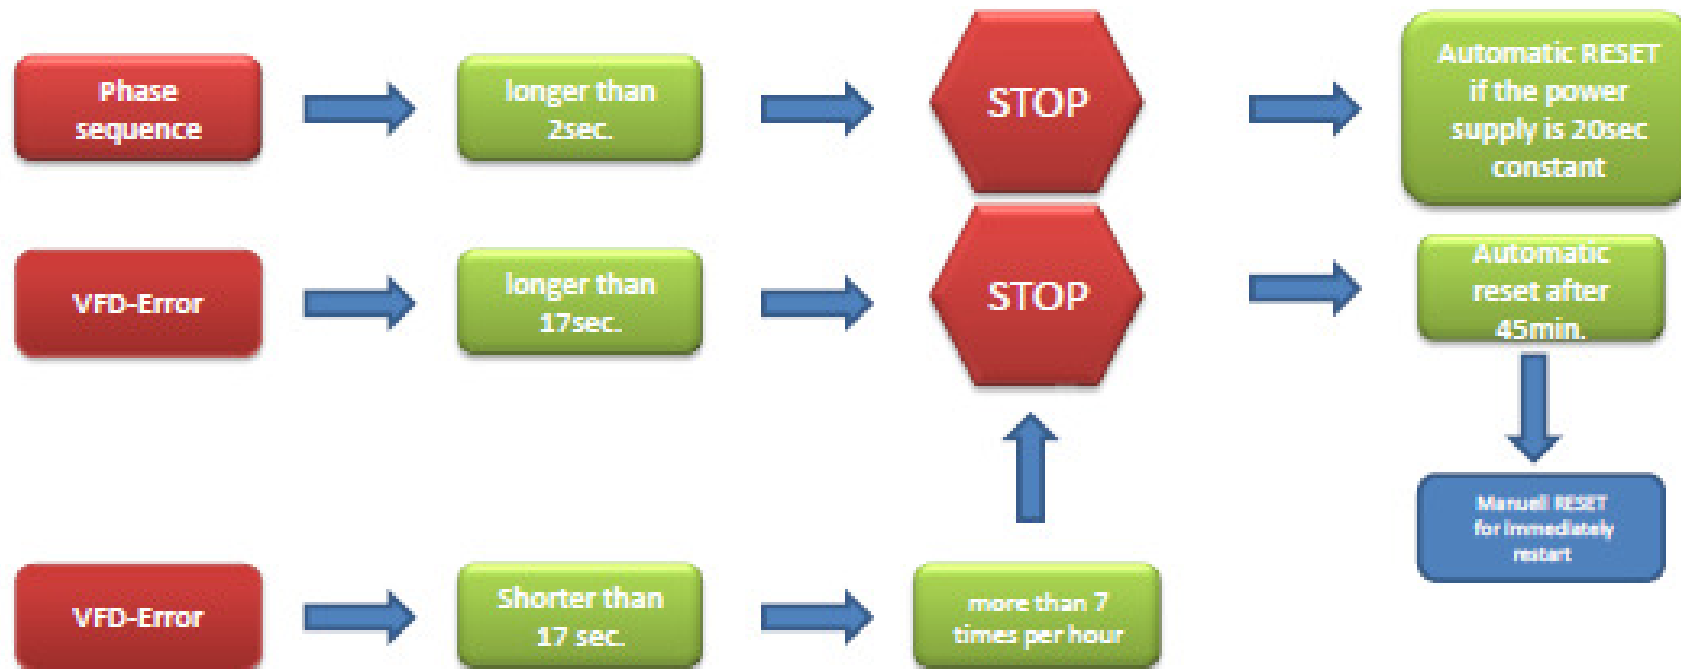 Phase
sequence
longer than
2sec.
STOP
Automatic RESET
if the power
supply is 20sec
constant
VFD-Error
longer than
17sec.
STOP
Automatic
reset after
45min.
Manuell RESET
for immediately
restart
VFD-Error
Shorter than
17 sec.
more than 7
times per hour